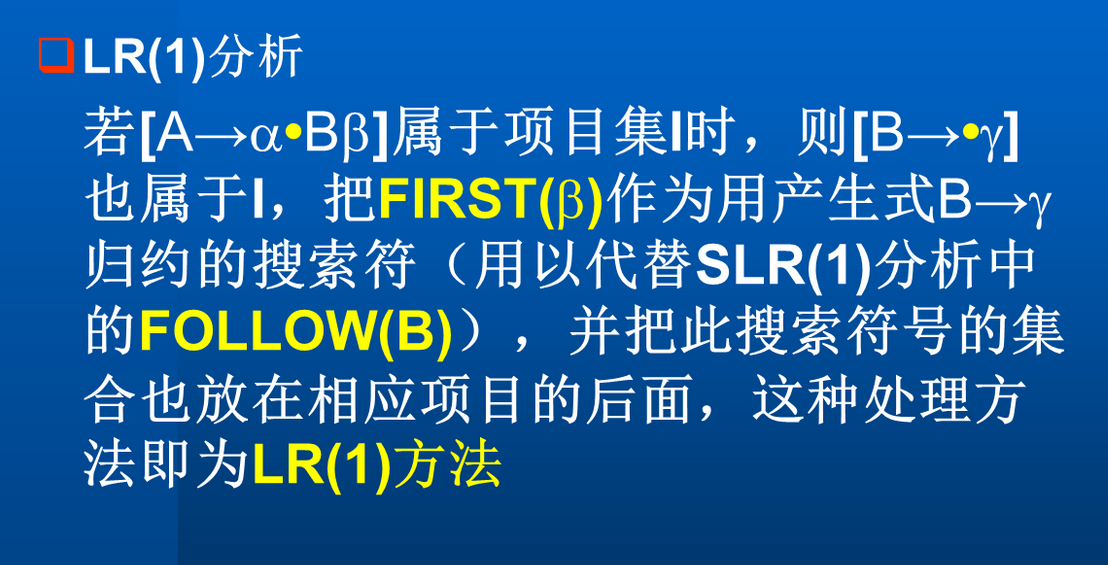 LR(1)分析
若[A→α•Bβ]属于项目集I时，则[B→•γ]
也属于I，把FIRST(β)作为用产生式B→γ
归约的搜索符（用以代替SLR(1)分析中
的FOLLOW(B)），并把此搜索符号的集
合也放在相应项目的后面，这种处理方
法即为LR(1)方法